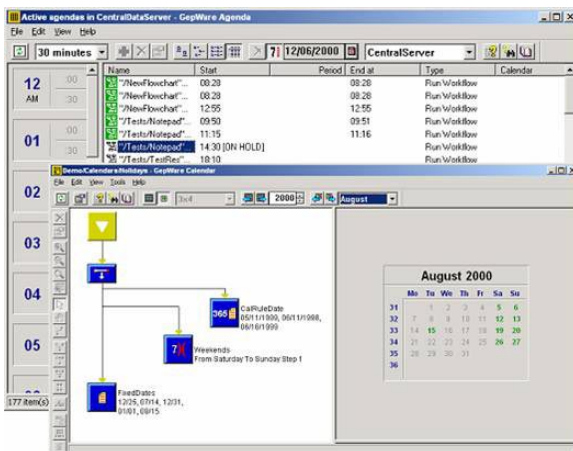 Active agendas in CentralDataServer - GepWare Agenda
File Edit View Help
30 minutes 7 12/06/2000 CentralServer
Name Start Period End at Type Calendar
12 :00
AM :30
"/NewFlowchart"... 08:28 08:28 Run Workflow
"/NewFlowchart"... 08:28 08:28 Run Workflow
"/NewFlowchart"... 12:55 12:55 Run Workflow
"/Tests/Notepad"... 09:50 09:51 Run Workflow
"/Tests/Notepad"... 11:15 11:16 Run Workflow
"/Tests/Notepad"... 14:30 [ON HOLD] Run Workflow
"/Tests/TestRes"... 18:10 Run Workflow
01 :00
:30
02
03
04
05
177 item(s)
Demo/Calendars/Holidays - GepWare Calendar
File Edit View Tools Help
3x4 2000 August
365
CalRuleDate
05/11/1999, 06/11/1998,
06/16/1999
7
Weekends
From Saturday To Sunday Step 1
FixedDates
12/25, 07/14, 12/31,
01/01, 08/15
August 2000
Mo Tu We Th Fr Sa Su
31 1 2 3 4 5 6
32 7 8 9 10 11 12 13
33 14 15 16 17 18 19 20
34 21 22 23 24 25 26 27
35 28 29 30 31
36